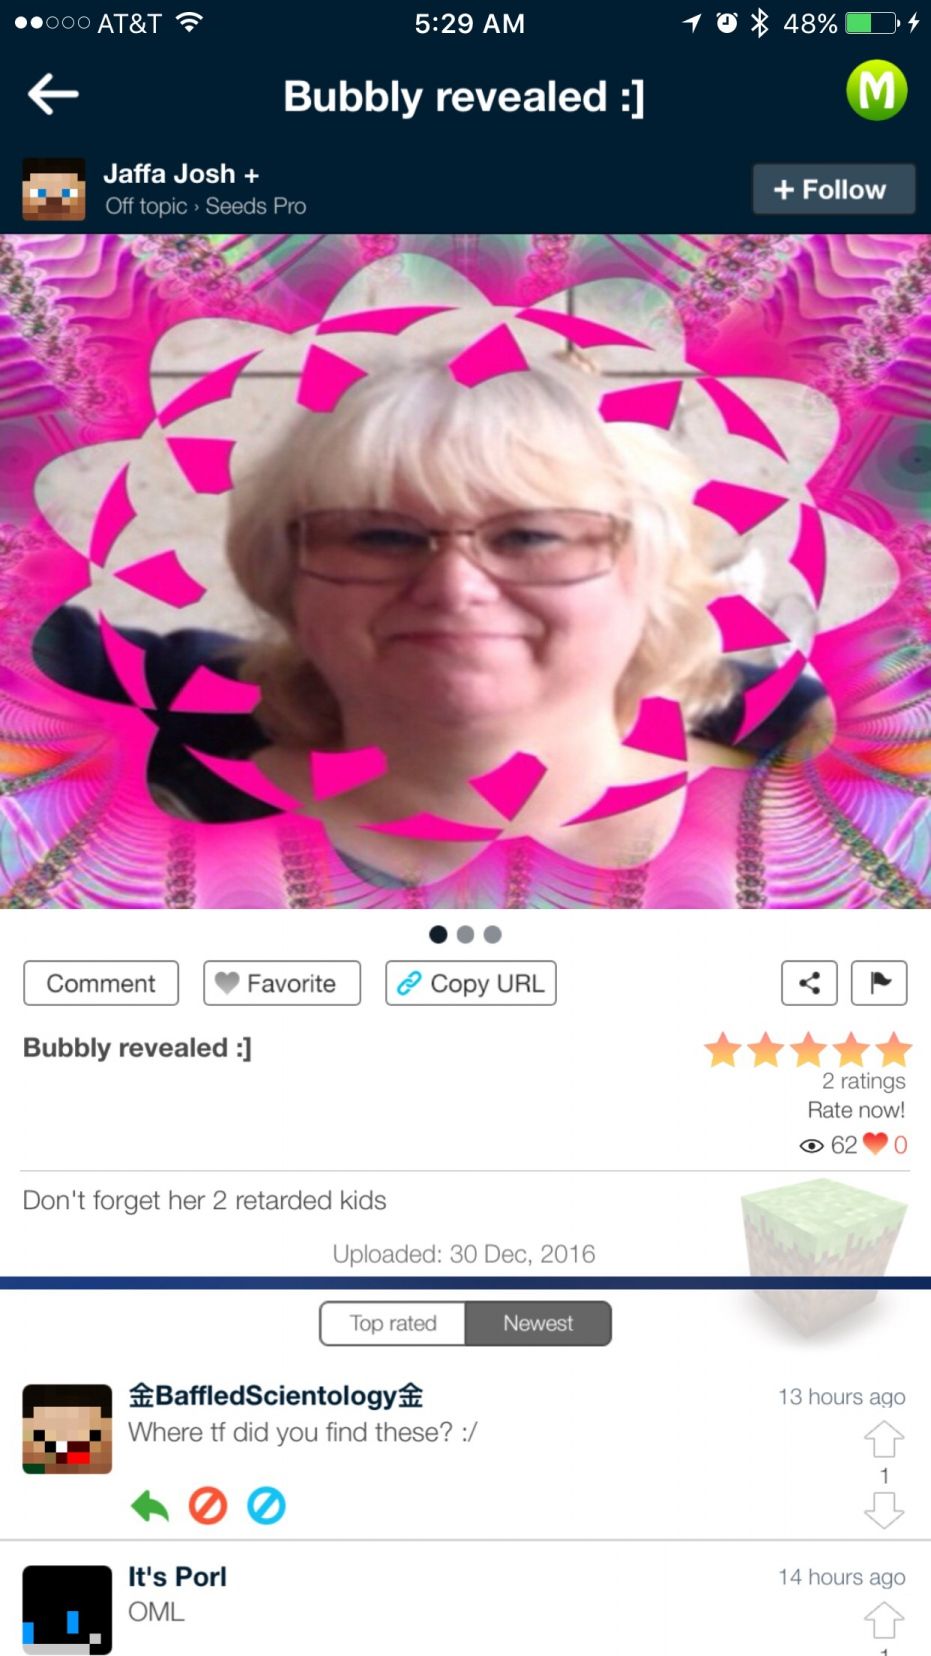 AT&T 5:29 AM 48%
Bubbly revealed :]
M
Jaffa Josh +
Off topic › Seeds Pro
+ Follow
Comment Favorite Copy URL
Bubbly revealed :]
2 ratings
Rate now!
62 0
Don't forget her 2 retarded kids
Uploaded: 30 Dec, 2016
Top rated Newest
金BaffledScientology金 13 hours ago
Where tf did you find these? :/
1
It's Porl 14 hours ago
OML
1